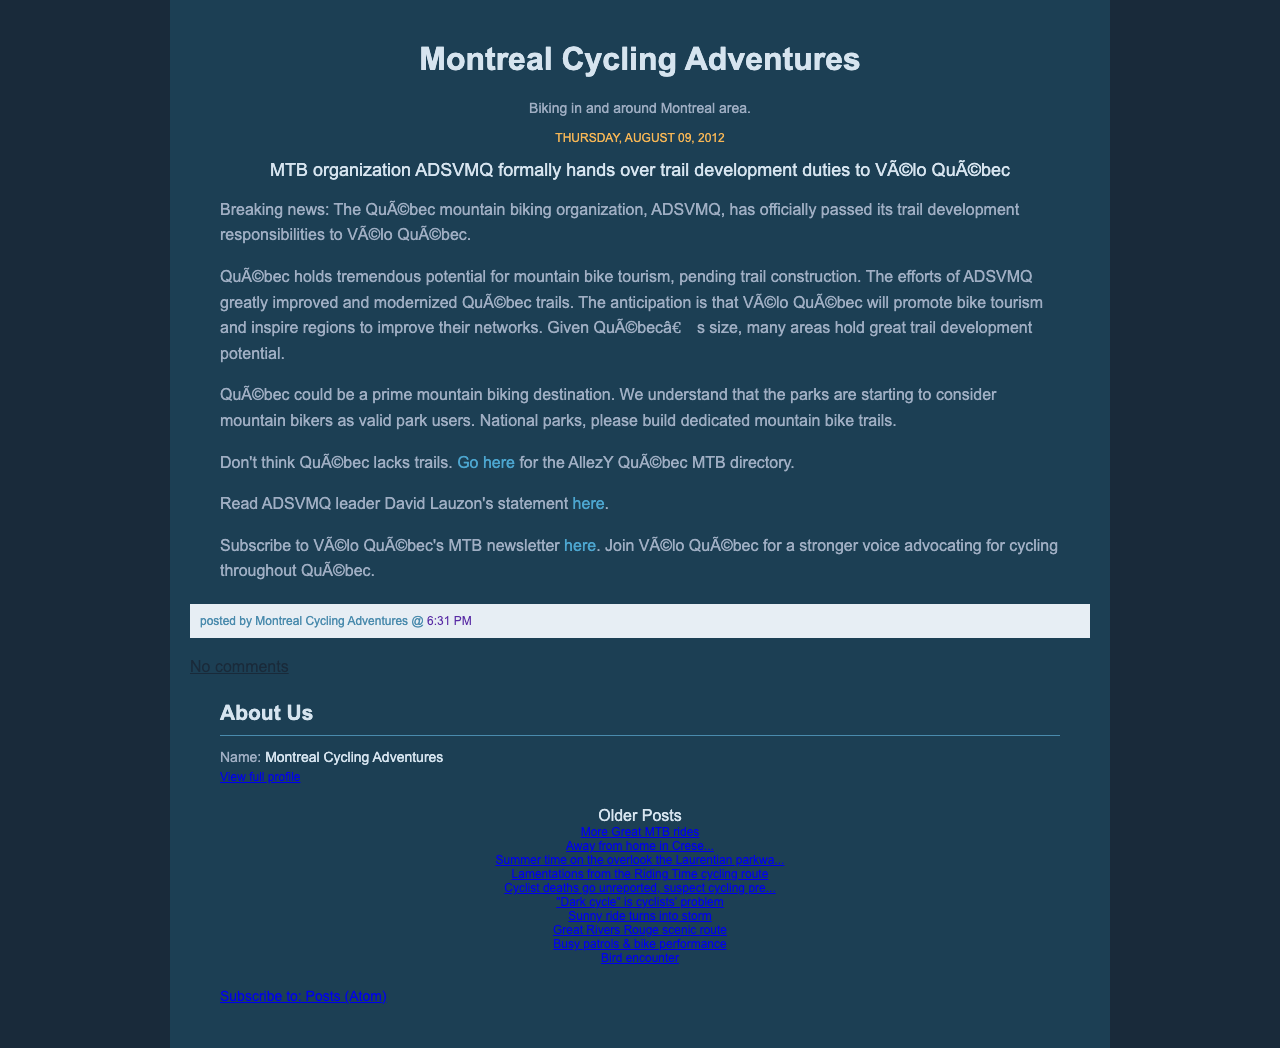 Montreal Cycling Adventures
Biking in and around Montreal area.
THURSDAY, AUGUST 09, 2012
MTB organization ADSVMQ formally hands over trail development duties to VÃ©lo QuÃ©bec
Breaking news: The QuÃ©bec mountain biking organization, ADSVMQ, has officially passed its trail development
responsibilities to VÃ©lo QuÃ©bec.
QuÃ©bec holds tremendous potential for mountain bike tourism, pending trail construction. The efforts of ADSVMQ
greatly improved and modernized QuÃ©bec trails. The anticipation is that VÃ©lo QuÃ©bec will promote bike tourism
and inspire regions to improve their networks. Given QuÃ©becâ€ s size, many areas hold great trail development
potential.
QuÃ©bec could be a prime mountain biking destination. We understand that the parks are starting to consider
mountain bikers as valid park users. National parks, please build dedicated mountain bike trails.
Don't think QuÃ©bec lacks trails. Go here for the AllezY QuÃ©bec MTB directory.
Read ADSVMQ leader David Lauzon's statement here.
Subscribe to VÃ©lo QuÃ©bec's MTB newsletter here. Join VÃ©lo QuÃ©bec for a stronger voice advocating for cycling
throughout QuÃ©bec.
posted by Montreal Cycling Adventures @ 6:31 PM
No comments
About Us
Name: Montreal Cycling Adventures
View full profile
Older Posts
More Great MTB rides
Away from home in Crese...
Summer time on the overlook the Laurentian parkwa...
Lamentations from the Riding Time cycling route
Cyclist deaths go unreported, suspect cycling pre...
"Dark cycle" is cyclists' problem
Sunny ride turns into storm
Great Rivers Rouge scenic route
Busy patrols & bike performance
Bird encounter
Subscribe to: Posts (Atom)